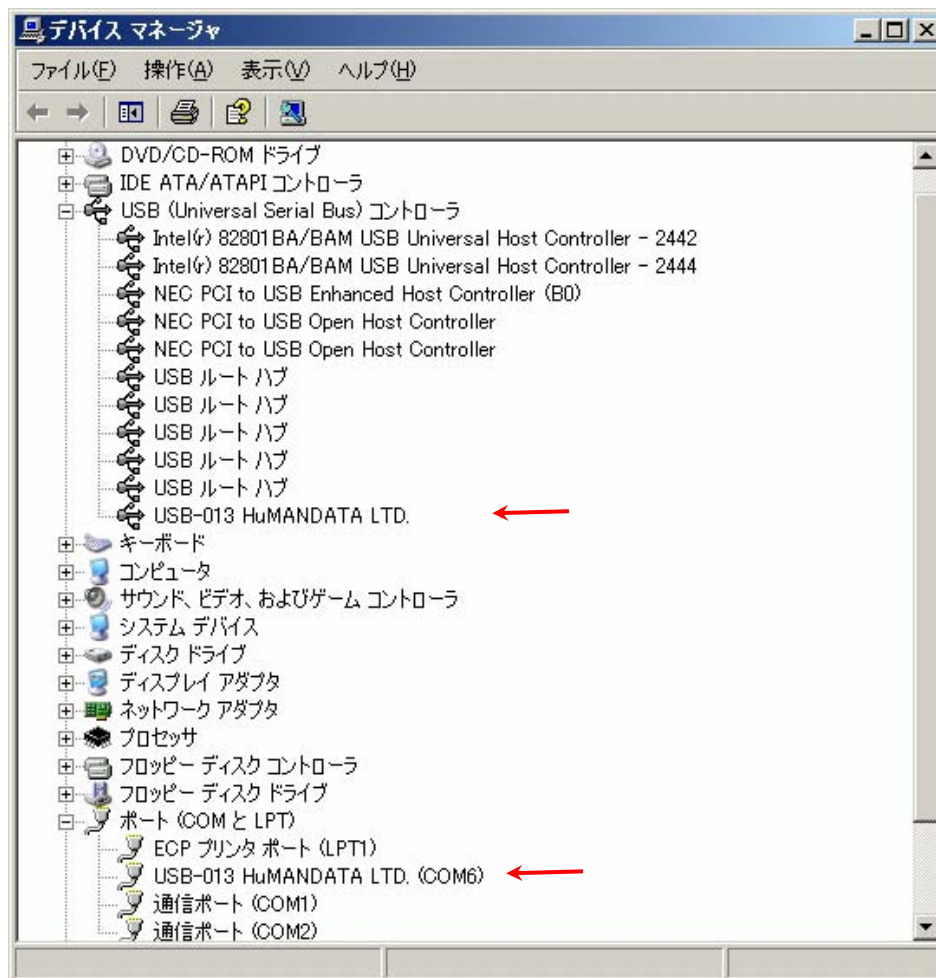 デバイス マネージャ
ファイル(F) 操作(A) 表示(V) ヘルプ(H)
DVD/CD-ROM ドライブ
IDE ATA/ATAPI コントローラ
USB (Universal Serial Bus) コントローラ
Intel(r) 82801BA/BAM USB Universal Host Controller - 2442
Intel(r) 82801BA/BAM USB Universal Host Controller - 2444
NEC PCI to USB Enhanced Host Controller (B0)
NEC PCI to USB Open Host Controller
NEC PCI to USB Open Host Controller
USB ルート ハブ
USB ルート ハブ
USB ルート ハブ
USB ルート ハブ
USB ルート ハブ
USB-013 HuMANDATA LTD.
キーボード
コンピュータ
サウンド、ビデオ、およびゲーム コントローラ
システム デバイス
ディスク ドライブ
ディスプレイ アダプタ
ネットワーク アダプタ
プロセッサ
フロッピー ディスク コントローラ
フロッピー ディスク ドライブ
ポート (COM と LPT)
ECP プリンタ ポート (LPT1)
USB-013 HuMANDATA LTD. (COM6)
通信ポート (COM1)
通信ポート (COM2)